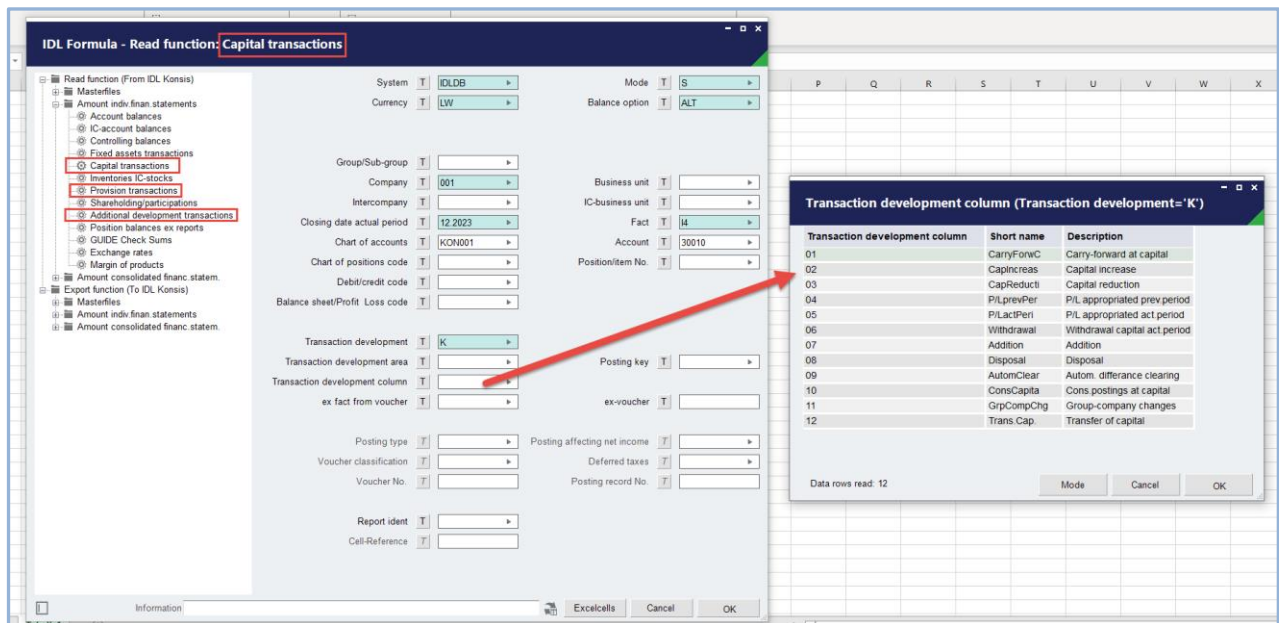 IDL Formula - Read function: Capital transactions
Read function (From IDL Konsis)
Masterfiles
Amount indiv.finan.statements
Account balances
IC-account balances
Controlling balances
Fixed assets transactions
Capital transactions
Inventories IC-stocks
Provision transactions
Shareholding/participations
Additional development transactions
Position balances ex reports
GUIDE Check Sums
Exchange rates
Margin of products
Amount consolidated financ.statem.
Export function (To IDL Konsis)
Masterfiles
Amount indiv.finan.statements
Amount consolidated financ.statem.
System T IDLDB Mode T S
Currency T LW Balance option T ALT
Group/Sub-group T
Company T 001 Business unit T
Intercompany T IC-business unit T
Closing date actual period T 12.2023 Fact T I4
Chart of accounts T KON001 Account T 30010
Chart of positions code T Position/item No. T
Debit/credit code T
Balance sheet/Profit Loss code T
Transaction development T K
Transaction development area T Posting key T
Transaction development column T
ex fact from voucher T ex-voucher T
Posting type T Posting affecting net income T
Voucher classification T Deferred taxes T
Voucher No. T Posting record No. T
Report ident T
Cell-Reference T
Information Excelcells Cancel OK
P Q R S T U V W X
Transaction development column (Transaction development='K')
Transaction development column Short name Description
01 CarryForwC Carry-forward at capital
02 CapIncreas Capital increase
03 CapReducti Capital reduction
04 P/LprevPer P/L appropriated prev.period
05 P/LactPeri P/L appropriated act.period
06 Withdrawal Withdrawal capital act.period
07 Addition Addition
08 Disposal Disposal
09 AutomClear Autom. differance clearing
10 ConsCapita Cons.postings at capital
11 GrpCompChg Group-company changes
12 Trans.Cap. Transfer of capital
Data rows read: 12 Mode Cancel OK